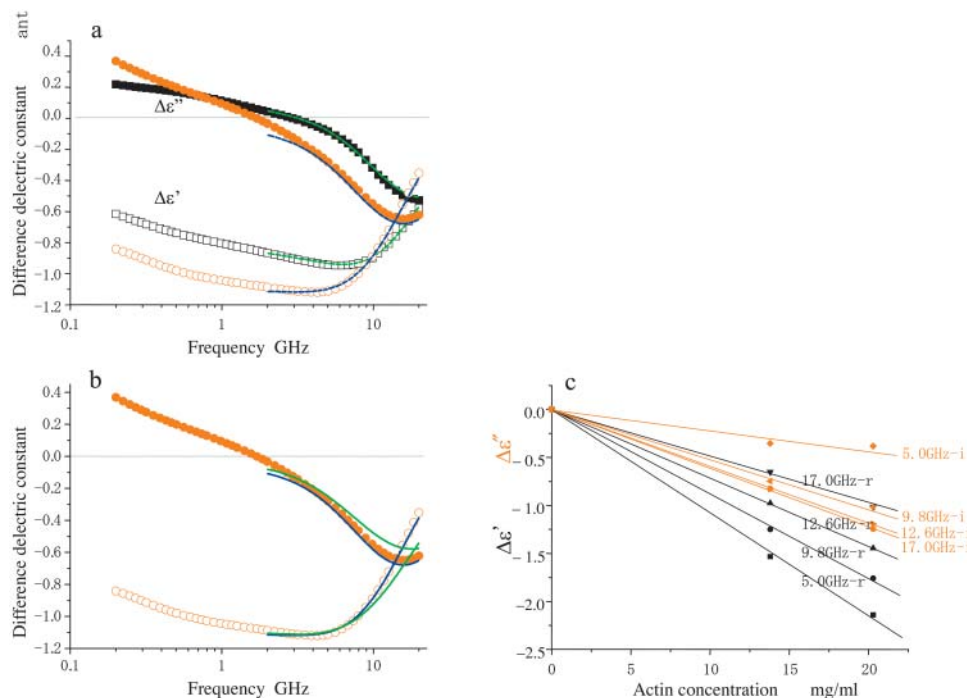 ant
a
Difference delectric constant
0.4
0.2
0.0
−0.2
−0.4
−0.6
−0.8
−1.0
−1.2
Δε''
Δε'
0.1
1
10
Frequency GHz
b
Difference delectric constant
0.4
0.2
0.0
−0.2
−0.4
−0.6
−0.8
−1.0
−1.2
0.1
1
10
Frequency GHz
c
Δε''
Δε'
0.0
−0.5
−1.0
−1.5
−2.0
−2.5
5.0GHz-i
17.0GHz-r
9.8GHz-i
12.6GHz-r
12.6GHz-i
9.8GHz-r
17.0GHz-i
5.0GHz-r
0
5
10
15
20
Actin concentration mg/ml